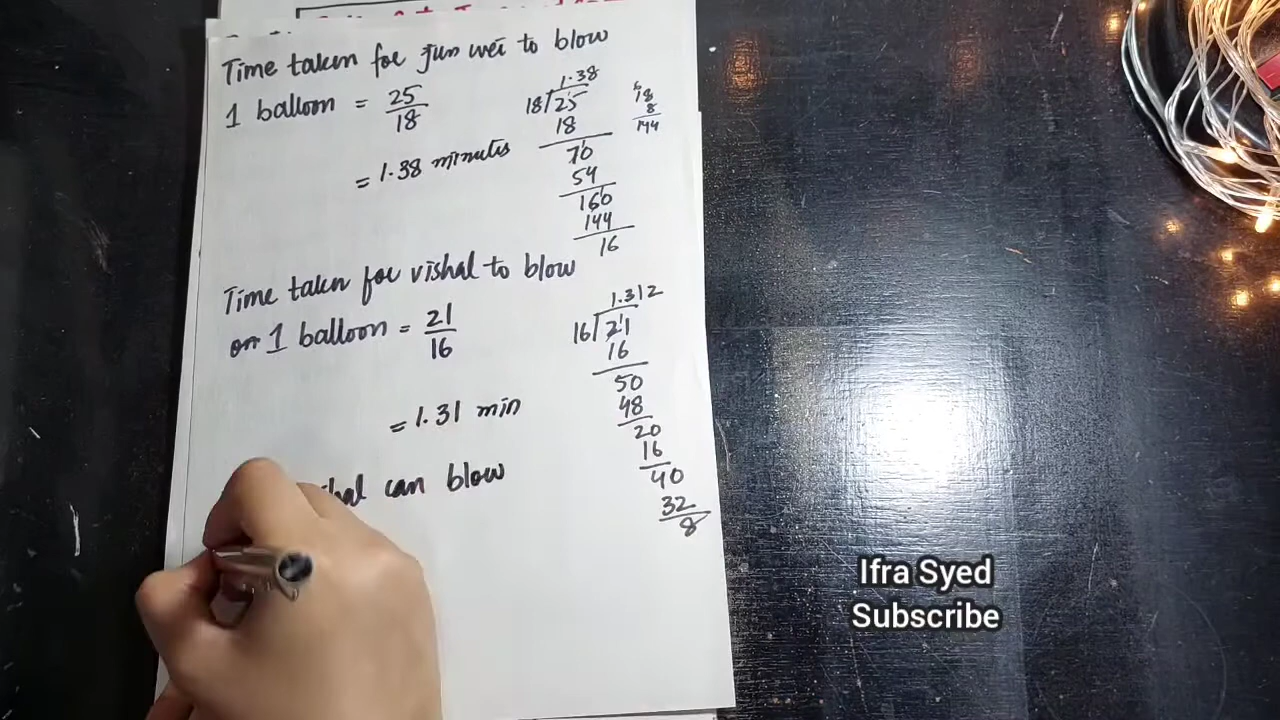 Time taken for Jun wei to blow
1 balloon = 25/18
= 1.38 minutes
1.38
18/25
18
70
54
160
144
16
18
8
144
Time taken for vishal to blow
1 balloon = 21/16
= 1.31 min
1.312
16/21
16
50
48
20
16
40
32
8
can blow
Ifra Syed
Subscribe